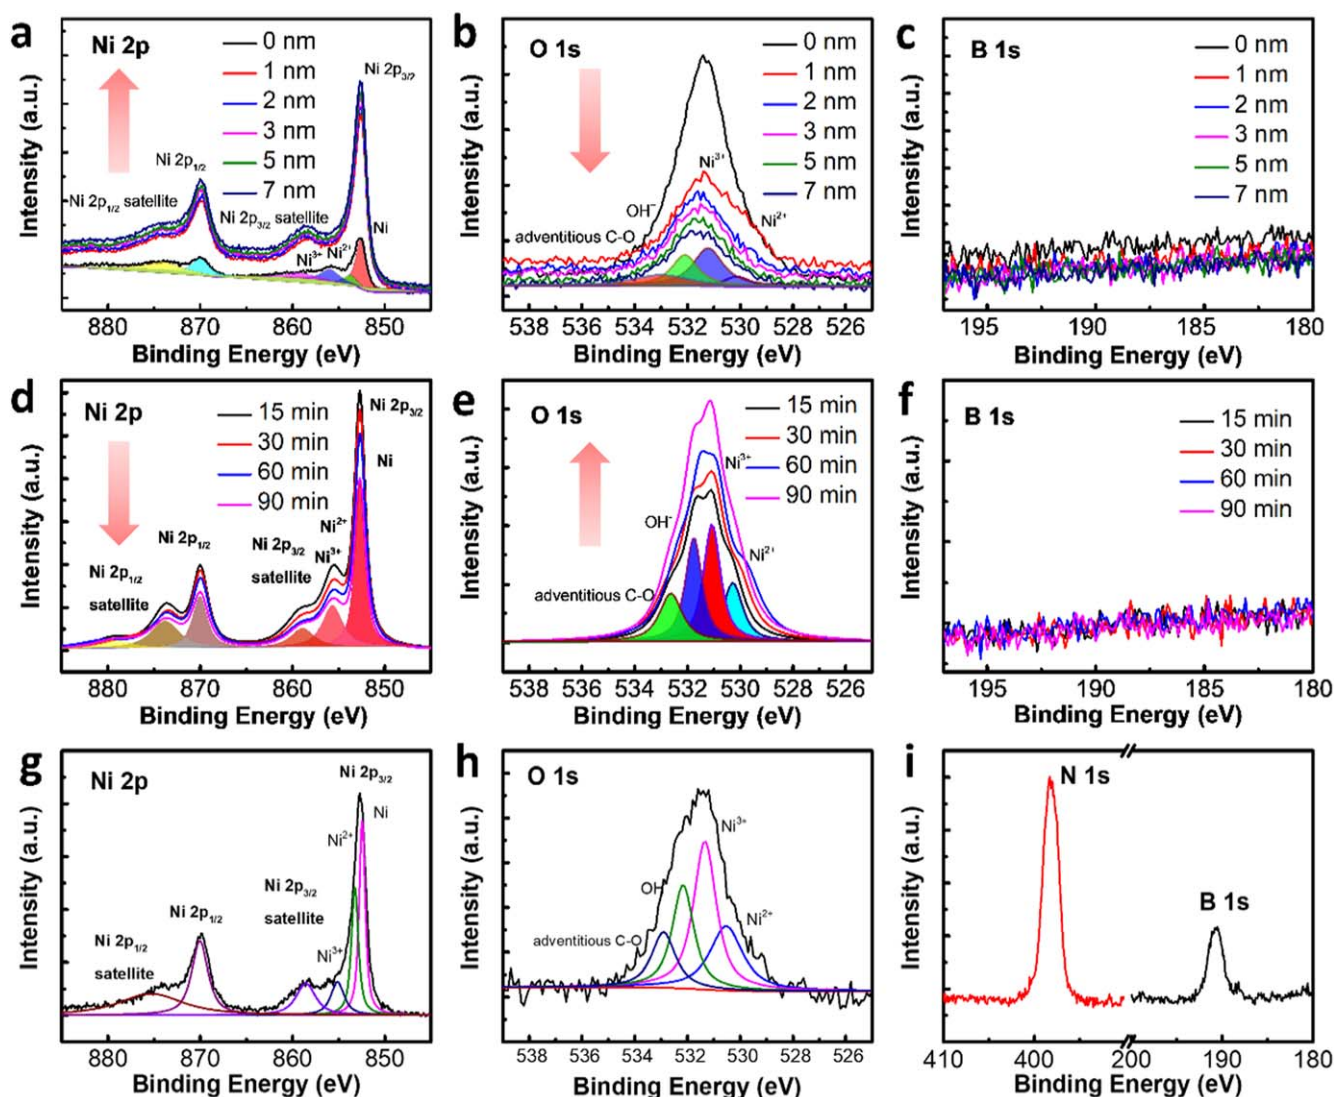 a
Ni 2p
0 nm
1 nm
2 nm
3 nm
5 nm
7 nm
Ni 2p3/2
Ni 2p1/2
Ni 2p1/2 satellite
Ni 2p3/2 satellite
Ni
Ni3+
Ni2+
880 870 860 850
Binding Energy (eV)
Intensity (a.u.)
b
O 1s
0 nm
1 nm
2 nm
3 nm
5 nm
7 nm
Ni3+
OH-
Ni2+
adventitious C-O
538 536 534 532 530 528 526
Binding Energy (eV)
Intensity (a.u.)
c
B 1s
0 nm
1 nm
2 nm
3 nm
5 nm
7 nm
195 190 185 180
Binding Energy (eV)
Intensity (a.u.)
d
Ni 2p
15 min
30 min
60 min
90 min
Ni 2p3/2
Ni
Ni2+
Ni3+
Ni 2p1/2
Ni 2p3/2
satellite
Ni 2p1/2
satellite
880 870 860 850
Binding Energy (eV)
Intensity (a.u.)
e
O 1s
15 min
30 min
60 min
90 min
Ni3+
OH-
Ni2+
adventitious C-O
538 536 534 532 530 528 526
Binding Energy (eV)
Intensity (a.u.)
f
B 1s
15 min
30 min
60 min
90 min
195 190 185 180
Binding Energy (eV)
Intensity (a.u.)
g
Ni 2p
Ni 2p3/2
Ni
Ni2+
Ni 2p3/2
satellite
Ni 2p1/2
Ni 2p1/2
satellite
Ni3+
880 870 860 850
Binding Energy (eV)
Intensity (a.u.)
h
O 1s
Ni3+
OH
Ni2+
adventitious C-O
538 536 534 532 530 528 526
Binding Energy (eV)
Intensity (a.u.)
i
N 1s
B 1s
410 400 200 190 180
Binding Energy (eV)
Intensity (a.u.)